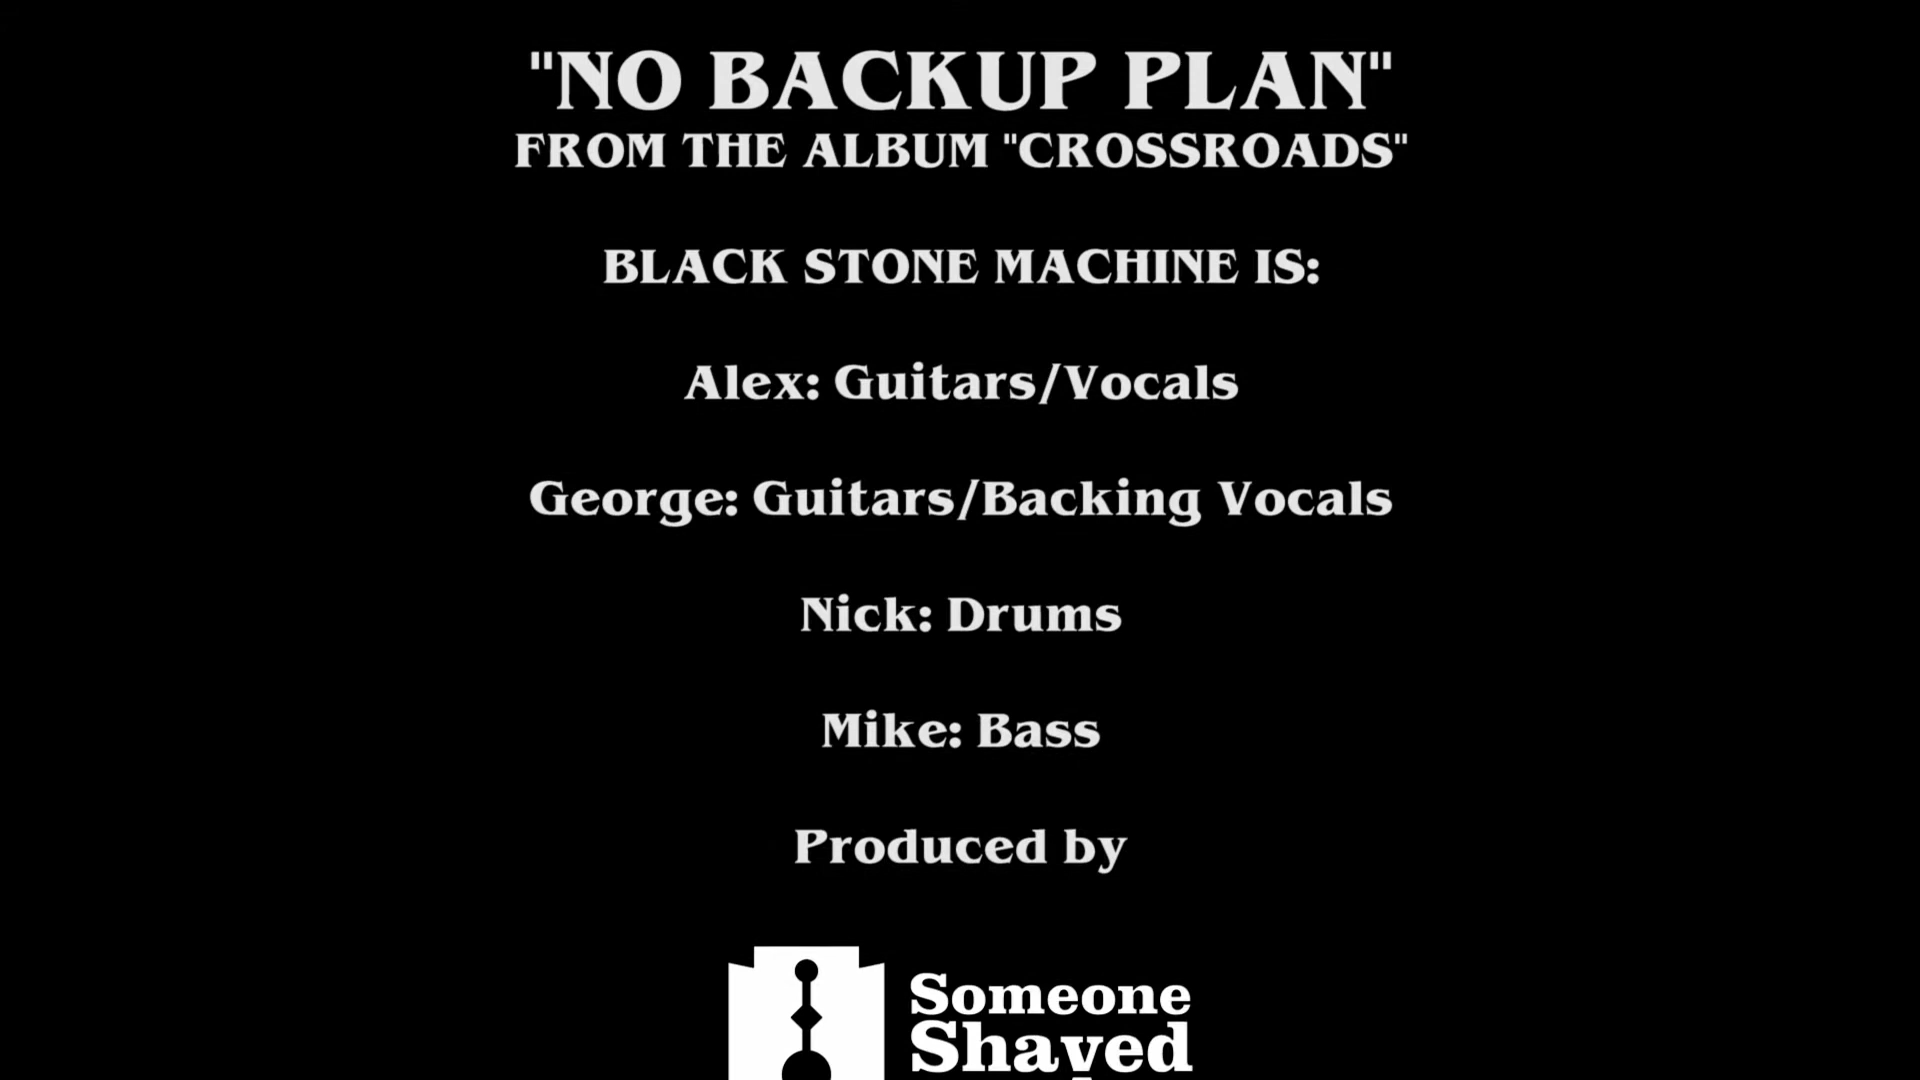 "NO BACKUP PLAN"
FROM THE ALBUM "CROSSROADS"
BLACK STONE MACHINE IS:
Alex: Guitars/Vocals
George: Guitars/Backing Vocals
Nick: Drums
Mike: Bass
Produced by
Someone
Shaved